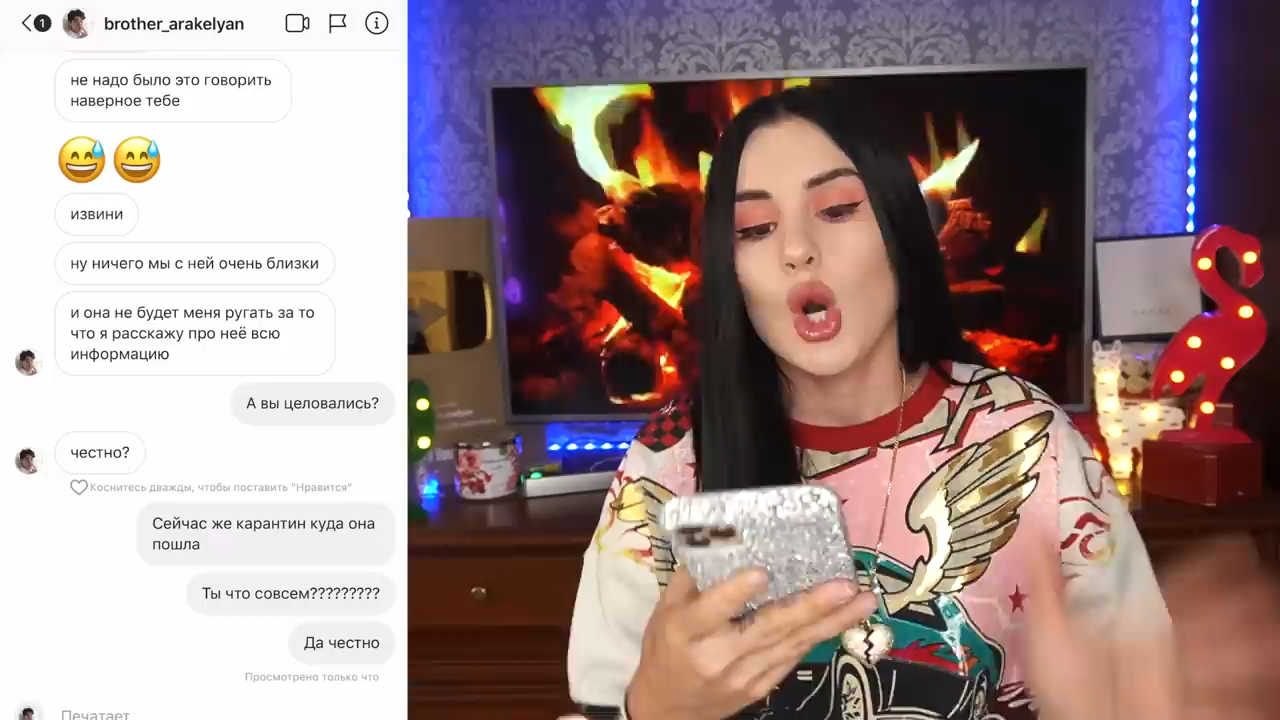 1
brother_arakelyan
не надо было это говорить
наверное тебе
извини
ну ничего мы с ней очень близки
и она не будет меня ругать за то
что я расскажу про неё всю
информацию
А вы целовались?
честно?
Коснитесь дважды, чтобы поставить "Нравится"
Сейчас же карантин куда она
пошла
Ты что совсем?????????
Да честно
Просмотрено только что
Печатает